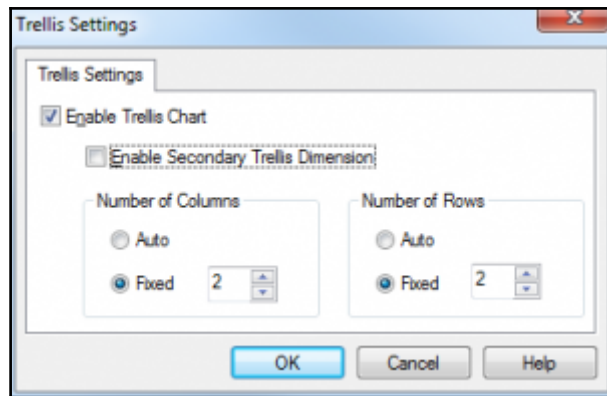 Trellis Settings
Trellis Settings
Enable Trellis Chart
Enable Secondary Trellis Dimension
Number of Columns
Number of Rows
Auto
Auto
Fixed 2
Fixed 2
OK Cancel Help